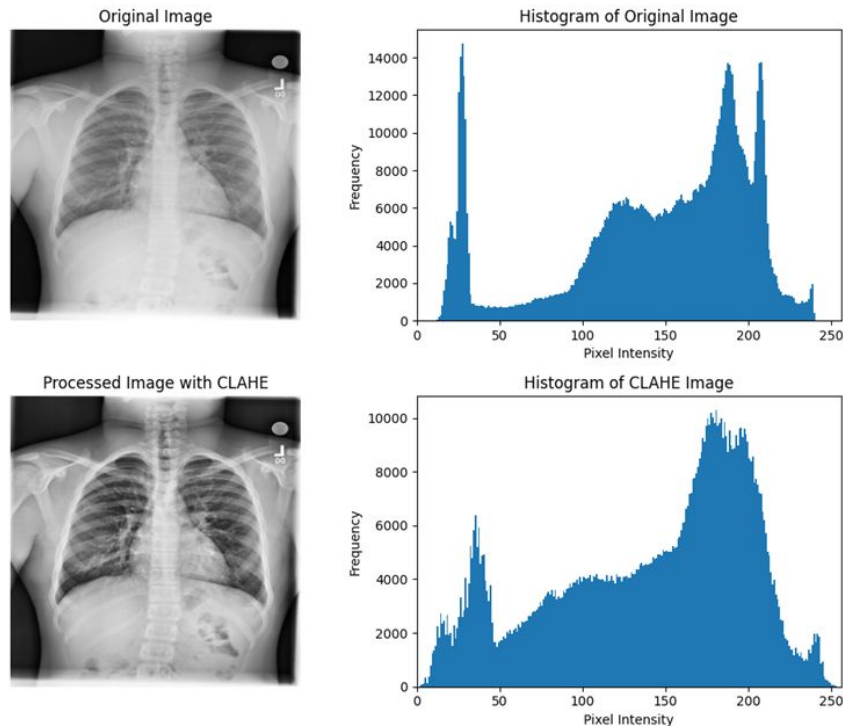 Original Image
L
Histogram of Original Image
Frequency
14000
12000
10000
8000
6000
4000
2000
0
0 50 100 150 200 250
Pixel Intensity
Processed Image with CLAHE
L
Histogram of CLAHE Image
Frequency
10000
8000
6000
4000
2000
0
0 50 100 150 200 250
Pixel Intensity